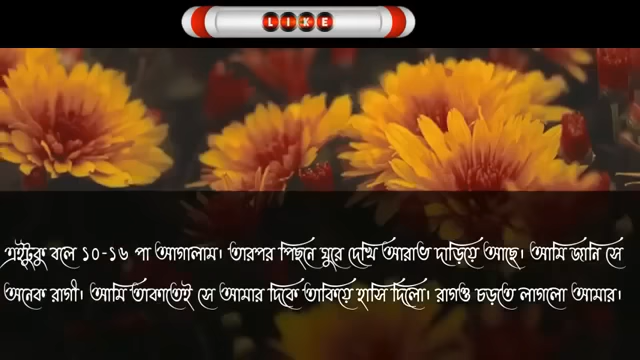 LIKE
এইটুকু বলে ১০-১৬ পা আগালাম। তারপর পিছনে ঘুরে দেখি আরাভ দাড়িয়ে আছে। আমি জানি সে
অনেক রাগী। আমি তাকাতেই সে আমার দিকে তাকিয়ে হাসি দিলো। রাগও চড়তে লাগলো আমার।